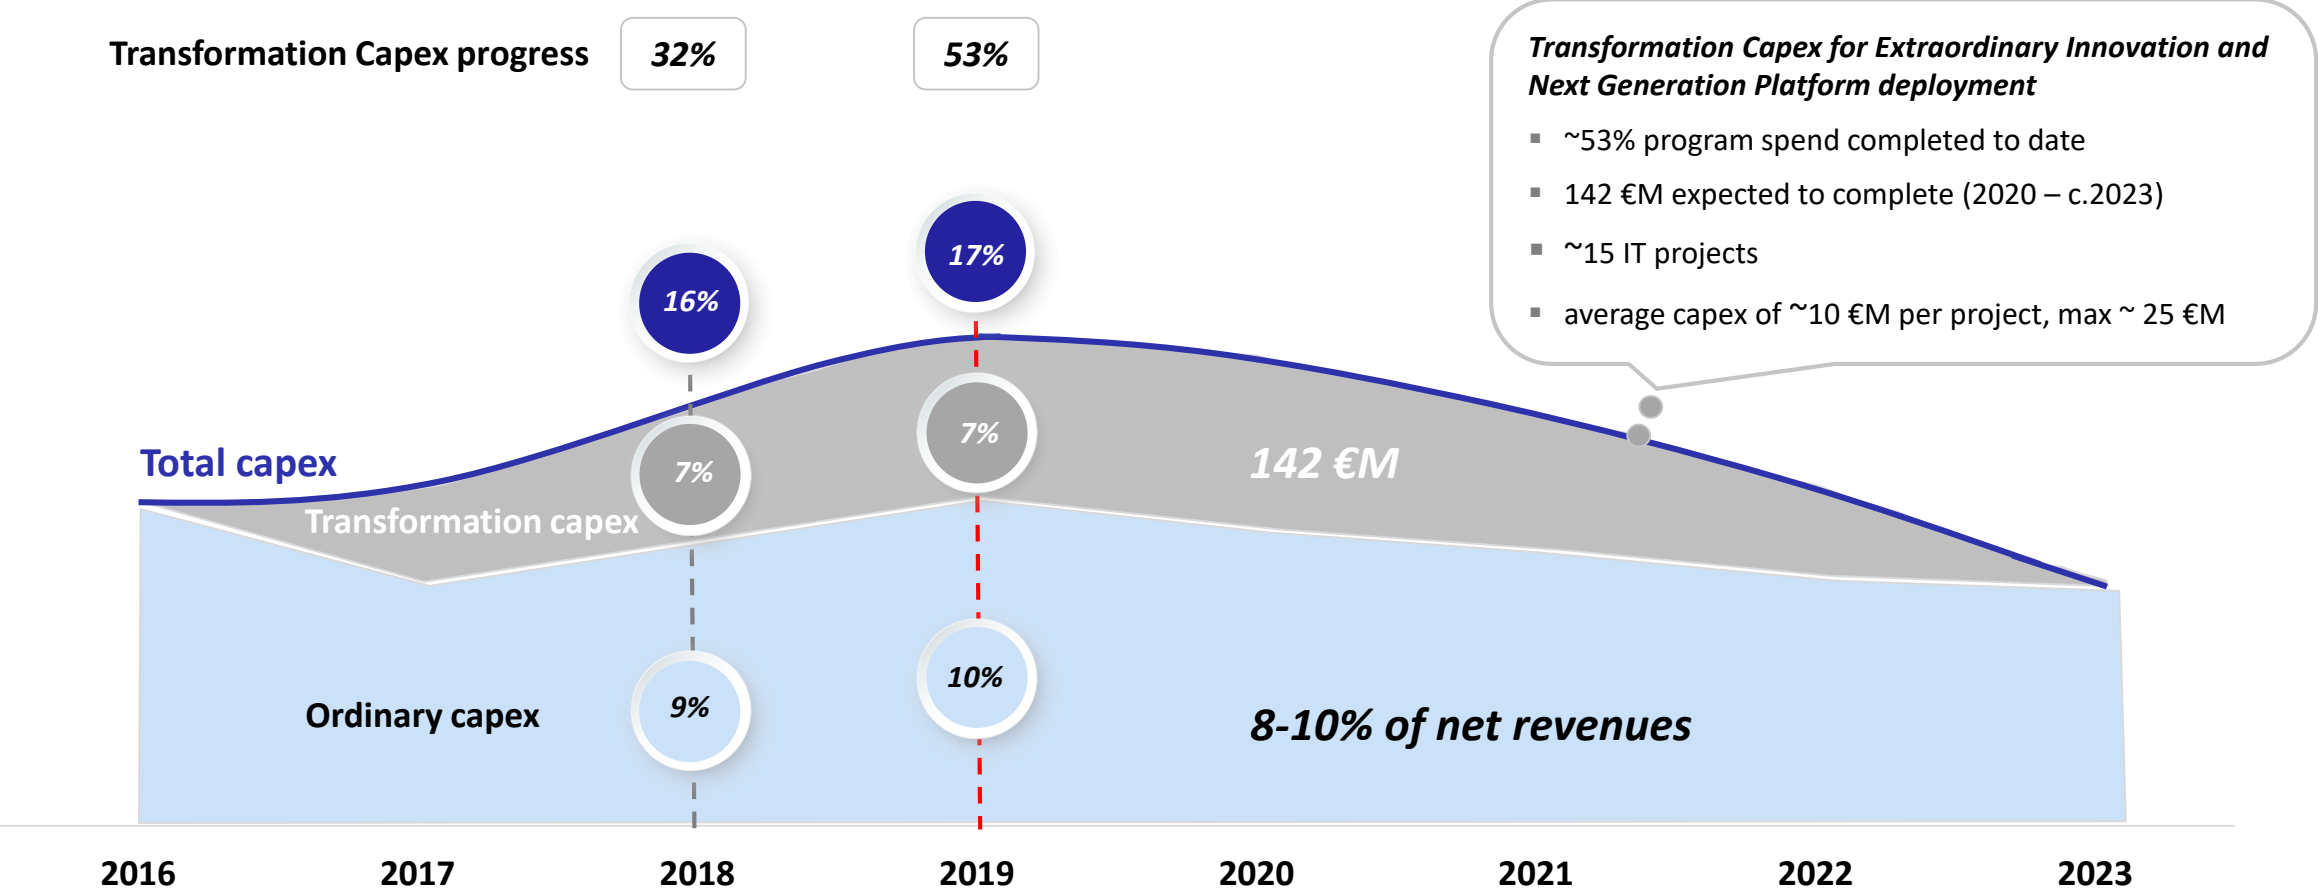 Transformation Capex progress
32%
53%
Transformation Capex for Extraordinary Innovation and
Next Generation Platform deployment
▪ ~53% program spend completed to date
▪ 142 €M expected to complete (2020 – c.2023)
▪ ~15 IT projects
▪ average capex of ~10 €M per project, max ~ 25 €M
17%
16%
7%
Total capex
142 €M
7%
Transformation capex
10%
9%
Ordinary capex
8-10% of net revenues
2016
2017
2018
2019
2020
2021
2022
2023